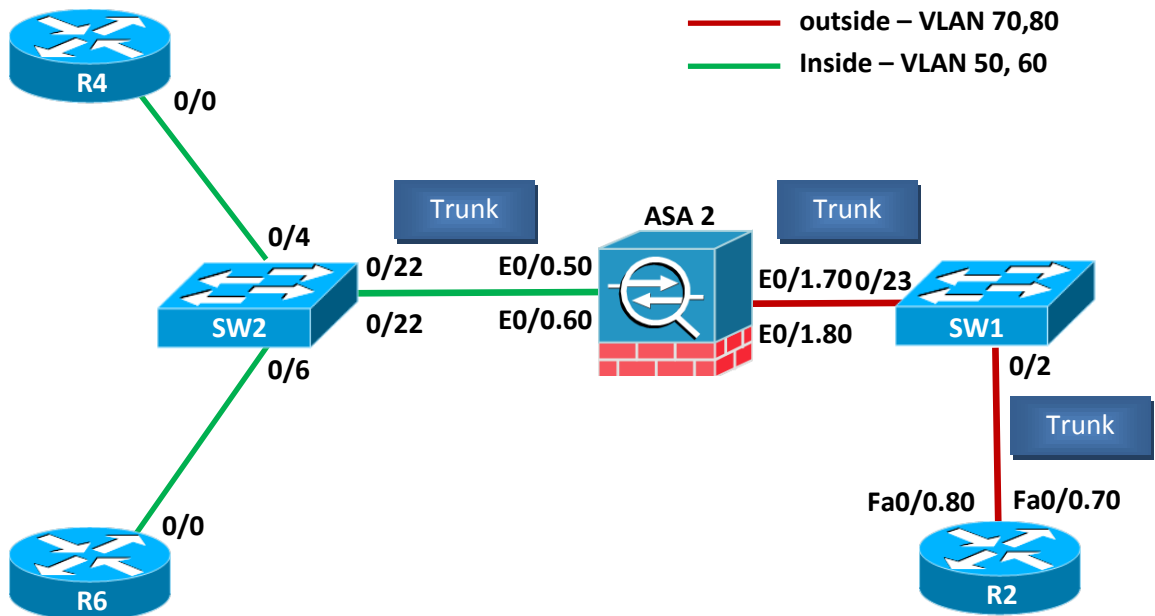 outside – VLAN 70,80
Inside – VLAN 50, 60
R4
0/0
Trunk
Trunk
ASA 2
0/4
0/22
E0/0.50
E0/1.70
0/23
SW2
0/22
E0/0.60
E0/1.80
SW1
0/6
0/2
Trunk
0/0
Fa0/0.80
Fa0/0.70
R6
R2